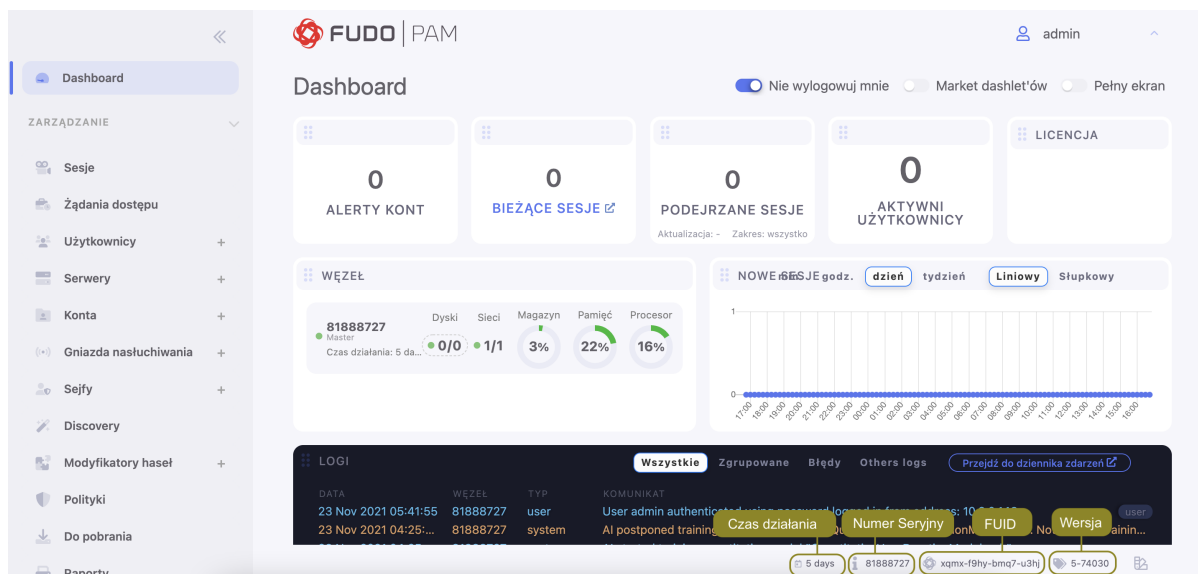 FUDO PAM
admin
Dashboard
ZARZĄDZANIE
Sesje
Żądania dostępu
Użytkownicy +
Serwery +
Konta +
Gniazda nasłuchiwania +
Sejfy +
Discovery
Modyfikatory haseł +
Polityki
Do pobrania
Raporty
Dashboard
Nie wyloguj mnie Market dashlet'ów Pełny ekran
0
ALERTY KONT
0
BIEŻĄCE SESJE
0
PODEJRZANE SESJE
Aktualizacja: - Zakres: wszystko
0
AKTYWNI
UŻYTKOWNICY
LICENCJA
WĘZEŁ
Dyski Sieci Magazyn Pamięć Procesor
81888727
Master
Czas działania: 5 da...
0/0 1/1 3% 22% 16%
NOWE SESJE godz. dzień tydzień Liniowy Słupkowy
1
0
17:00 18:00 19:00 20:00 21:00 22:00 23:00 00:00 01:00 02:00 03:00 04:00 05:00 06:00 07:00 08:00 09:00 10:00 11:00 12:00 13:00 14:00 15:00 16:00
LOGI
Wszystkie Zgrupowane Błędy Others logs Przejdź do dziennika zdarzeń
DATA WĘZEŁ TYP KOMUNIKAT
23 Nov 2021 05:41:55 81888727 user User admin authenticated using password logged in from address: user
23 Nov 2021 04:25:... 81888727 system AI postponed training
Czas działania Numer Seryjny FUID Wersja
5 days 81888727 xqmx-f9hy-bmq7-u3hj 5-74030